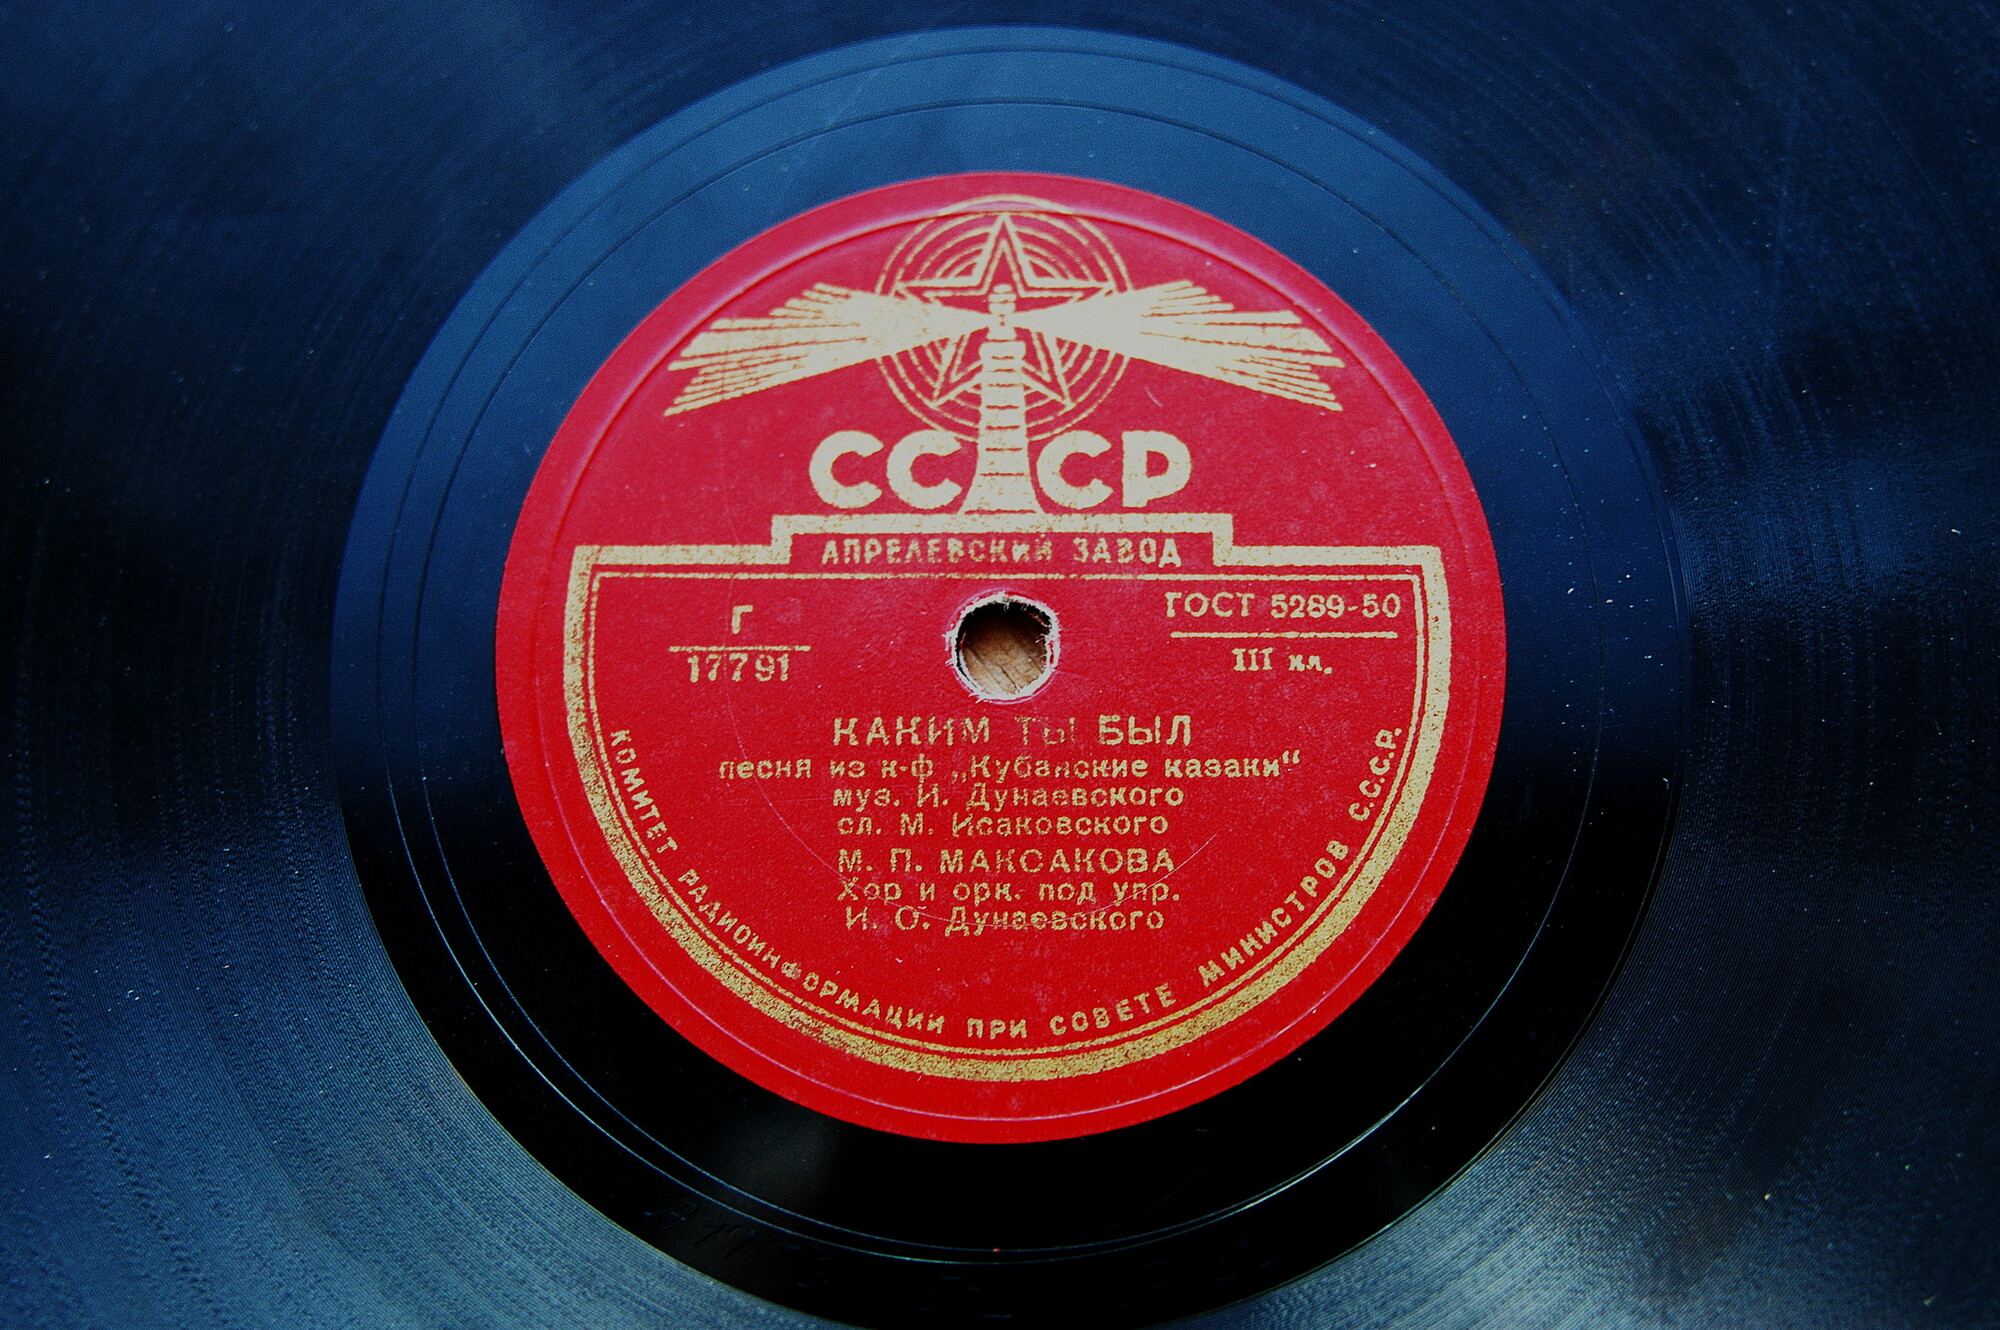 СССР
АПРЕЛЕВСКИЙ ЗАВОД
Г
17791
ГОСТ 5289-50
III кл.
КАКИМ ТЫ БЫЛ
песня из к-ф „Кубанские казаки“
муз. И. Дунаевского
сл. М. Исаковского
М. П. МАКСАКОВА
Хор и орк. под упр.
И. О. Дунаевского
КОМИТЕТ РАДИОИНФОРМАЦИИ ПРИ СОВЕТЕ МИНИСТРОВ С.С.С.Р.